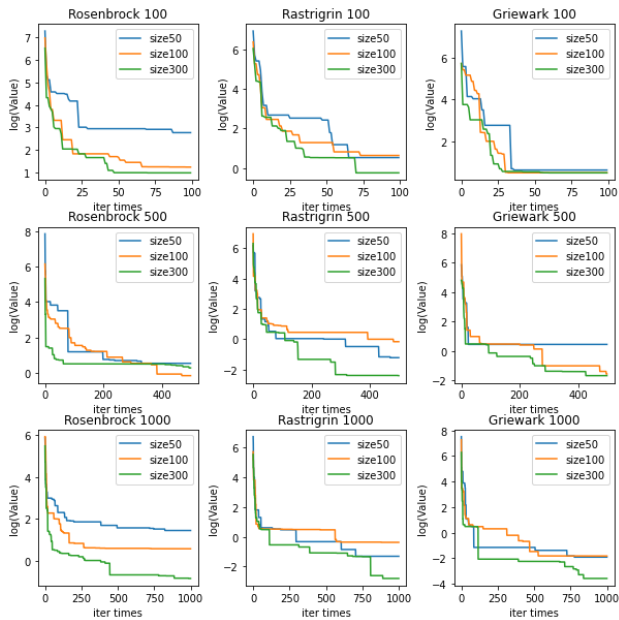 Rosenbrock 100
7
6
5
4
3
2
1
log(Value)
size50
size100
size300
0 25 50 75 100
iter times
Rastrigrin 100
6
4
2
0
log(Value)
size50
size100
size300
0 25 50 75 100
iter times
Griewark 100
6
4
2
log(Value)
size50
size100
size300
0 25 50 75 100
iter times
Rosenbrock 500
8
6
4
2
0
log(Value)
size50
size100
size300
0 200 400
iter times
Rastrigrin 500
6
4
2
0
−2
log(Value)
size50
size100
size300
0 200 400
iter times
Griewark 500
8
6
4
2
0
−2
log(Value)
size50
size100
size300
0 200 400
iter times
Rosenbrock 1000
6
4
2
0
log(Value)
size50
size100
size300
0 250 500 750 1000
iter times
Rastrigrin 1000
6
4
2
0
−2
log(Value)
size50
size100
size300
0 250 500 750 1000
iter times
Griewark 1000
8
6
4
2
0
−2
−4
log(Value)
size50
size100
size300
0 250 500 750 1000
iter times